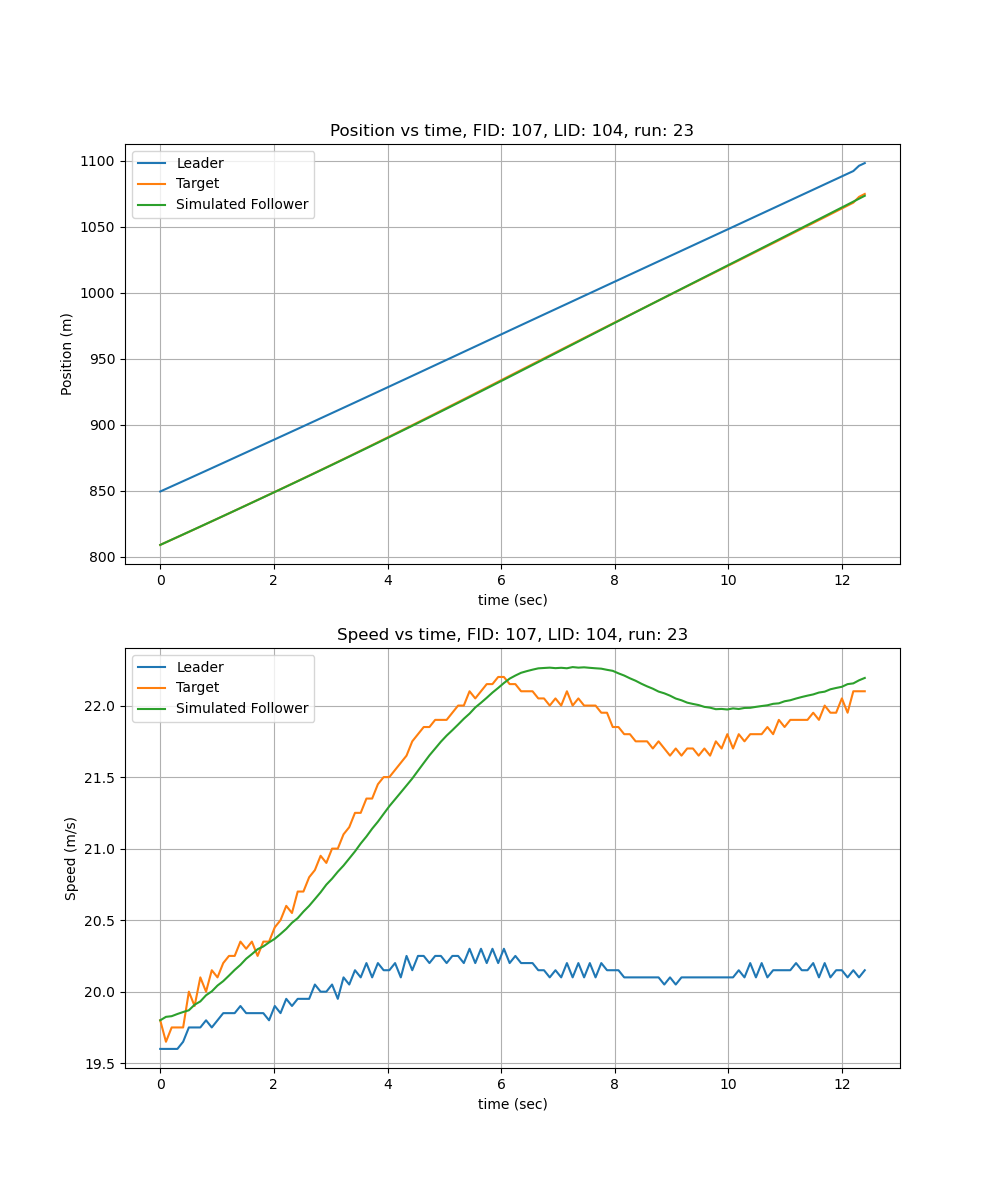 Position vs time, FID: 107, LID: 104, run: 23
Leader
Target
Simulated Follower
Position (m)
1100
1050
1000
950
900
850
800
0 2 4 6 8 10 12
time (sec)
Speed vs time, FID: 107, LID: 104, run: 23
Leader
Target
Simulated Follower
Speed (m/s)
22.0
21.5
21.0
20.5
20.0
19.5
0 2 4 6 8 10 12
time (sec)